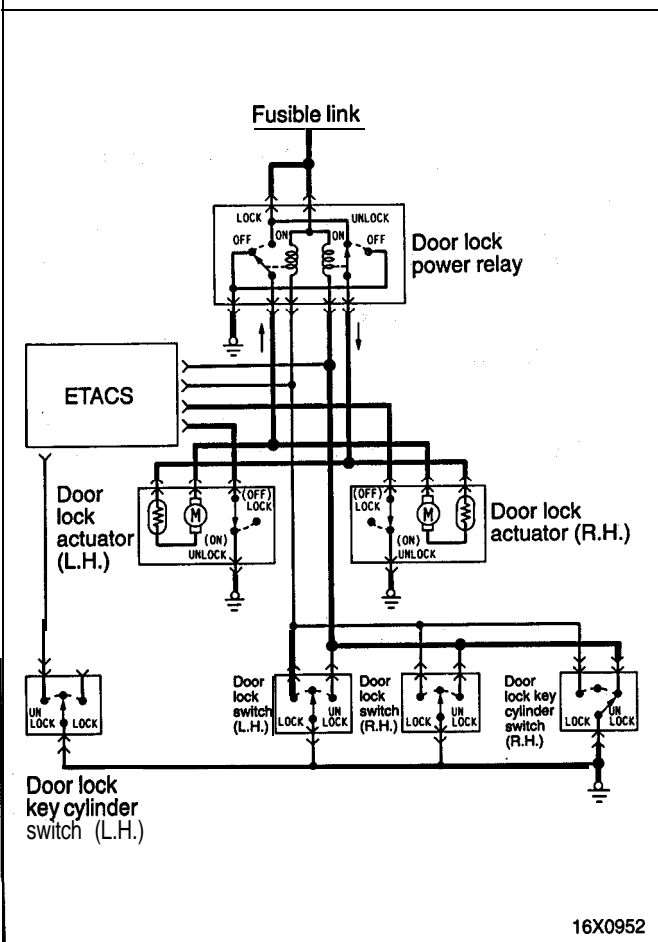 Fusible link
LOCK UNLOCK
OFF ON ON OFF
Door lock
power relay
ETACS
Door
lock
actuator
(L.H.)
(OFF)
LOCK
M
(ON)
UNLOCK
(OFF)
LOCK
M
(ON)
UNLOCK
Door lock
actuator (R.H.)
UN
LOCK LOCK
Door
lock
switch
(L.H.)
LOCK UN
LOCK
Door
lock
switch
(R.H.)
LOCK UN
LOCK
Door
lock key
cylinder
switch
(R.H.)
LOCK UN
LOCK
Door lock
key cylinder
switch (L.H.)
16X0952